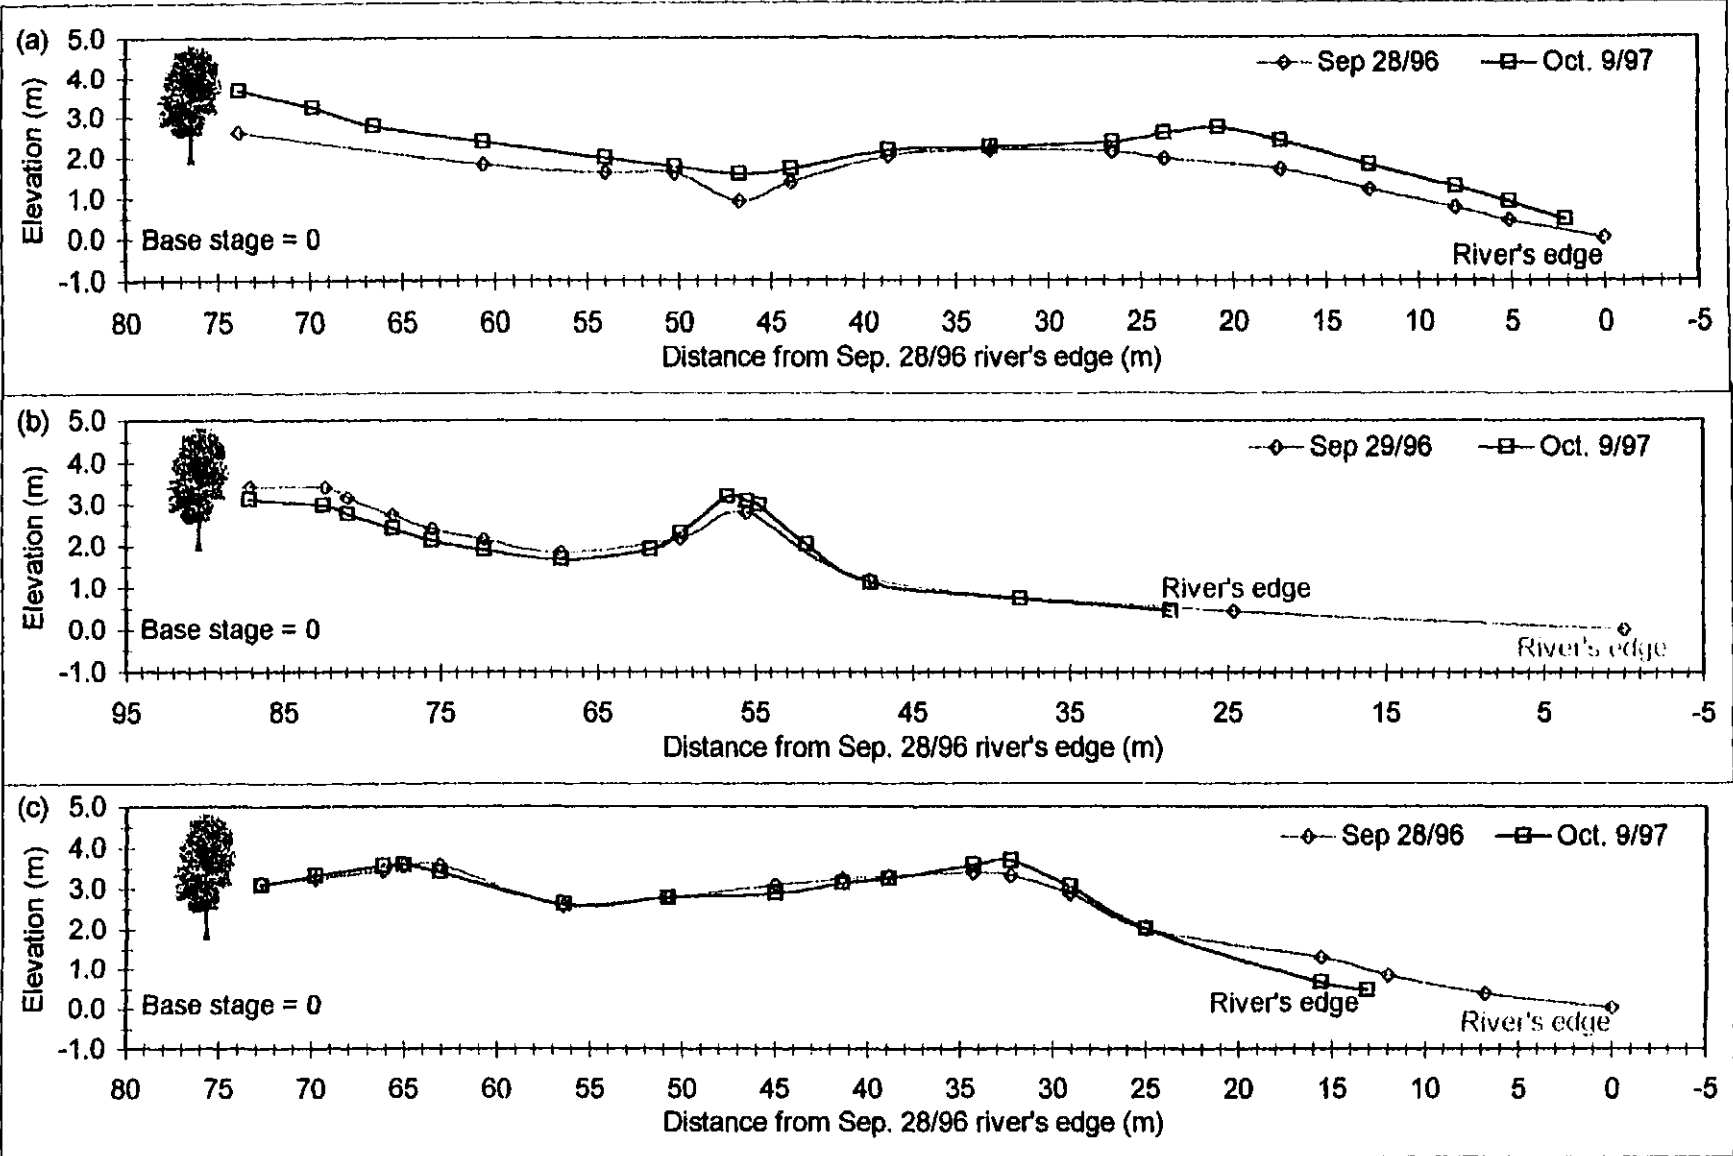 (a) 5.0
4.0
3.0
2.0
1.0
0.0
-1.0
Elevation (m)
Sep 28/96 Oct. 9/97
Base stage = 0
River's edge
80 75 70 65 60 55 50 45 40 35 30 25 20 15 10 5 0 -5
Distance from Sep. 28/96 river's edge (m)
(b) 5.0
4.0
3.0
2.0
1.0
0.0
-1.0
Elevation (m)
Sep 29/96 Oct. 9/97
River's edge
Base stage = 0
River's edge
95 85 75 65 55 45 35 25 15 5 -5
Distance from Sep. 28/96 river's edge (m)
(c) 5.0
4.0
3.0
2.0
1.0
0.0
-1.0
Elevation (m)
Sep 28/96 Oct. 9/97
Base stage = 0
River's edge
River's edge
80 75 70 65 60 55 50 45 40 35 30 25 20 15 10 5 0 -5
Distance from Sep. 28/96 river's edge (m)